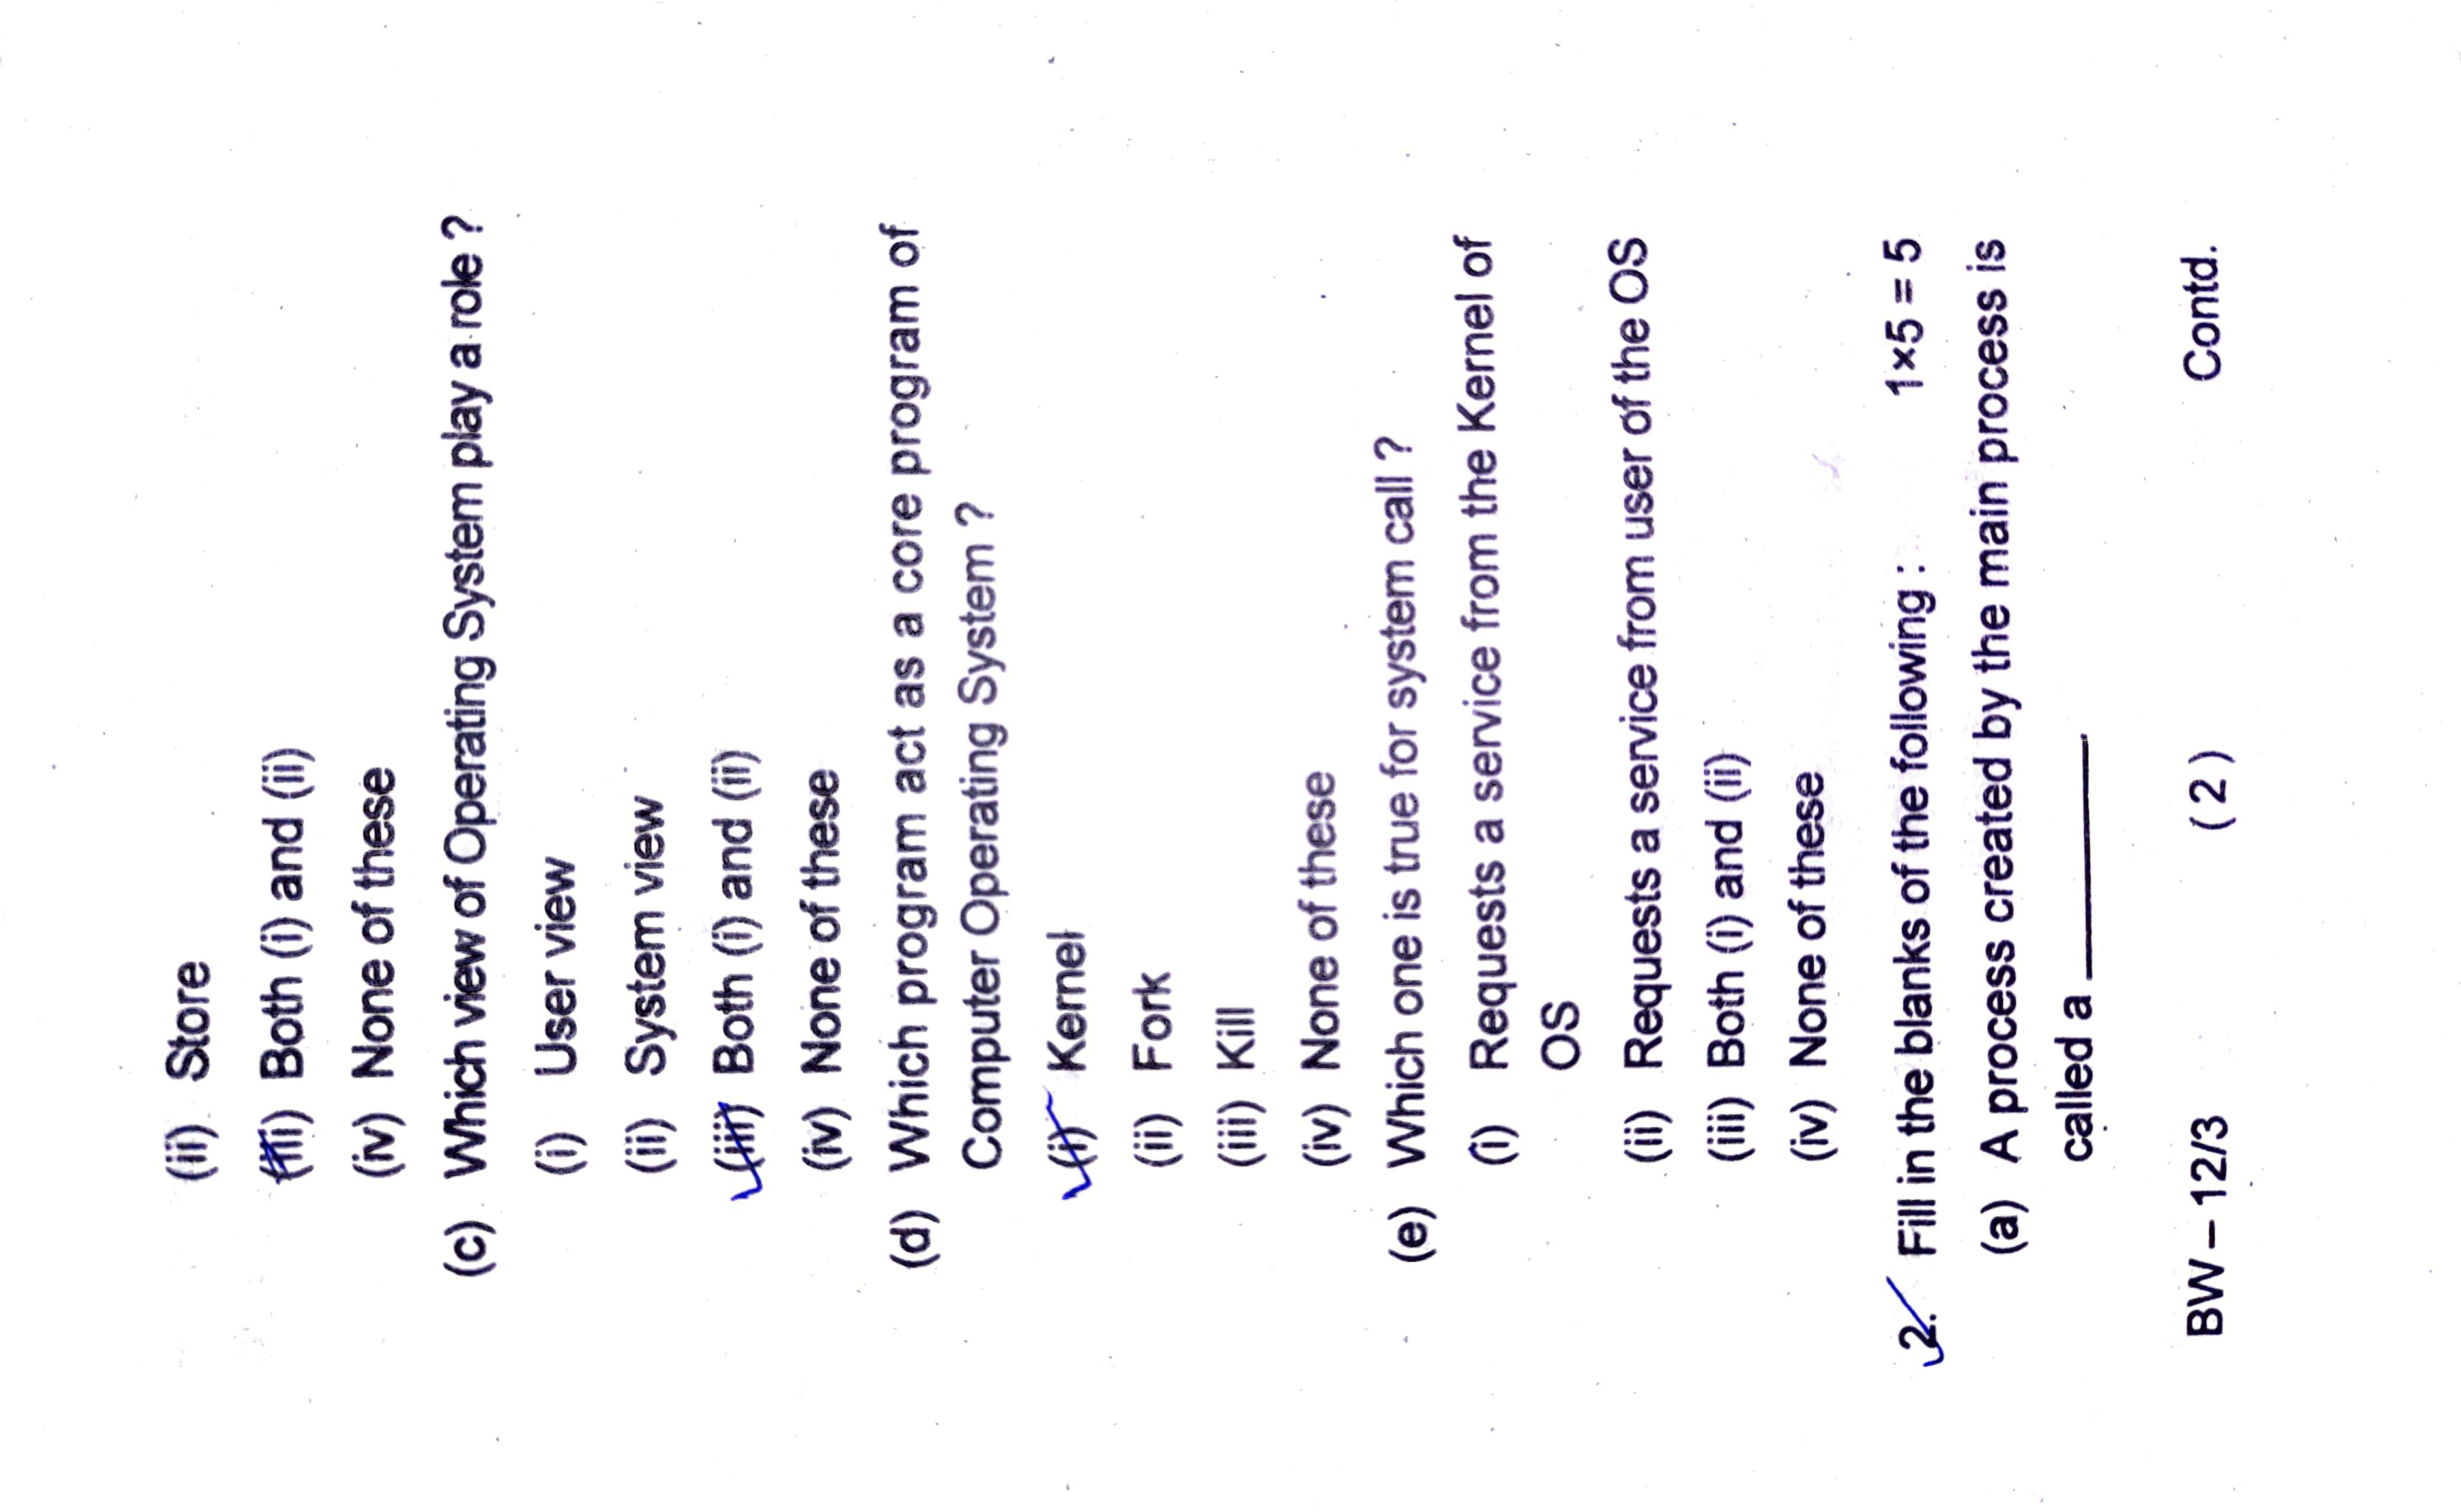 (ii) Store
(iii) Both (i) and (ii)
(iv) None of these
(c) Which view of Operating System play a role ?
(i) User view
(ii) System view
(iii) Both (i) and (ii)
(iv) None of these
(d) Which program act as a core program of
Computer Operating System ?
(i) Kernel
(ii) Fork
(iii) Kill
(iv) None of these
(e) Which one is true for system call ?
(i) Requests a service from the Kernel of
OS
(ii) Requests a service from user of the OS
(iii) Both (i) and (ii)
(iv) None of these
2. Fill in the blanks of the following : 1×5 = 5
(a) A process created by the main process is
called a ________.
BW – 12/3 ( 2 ) Contd.